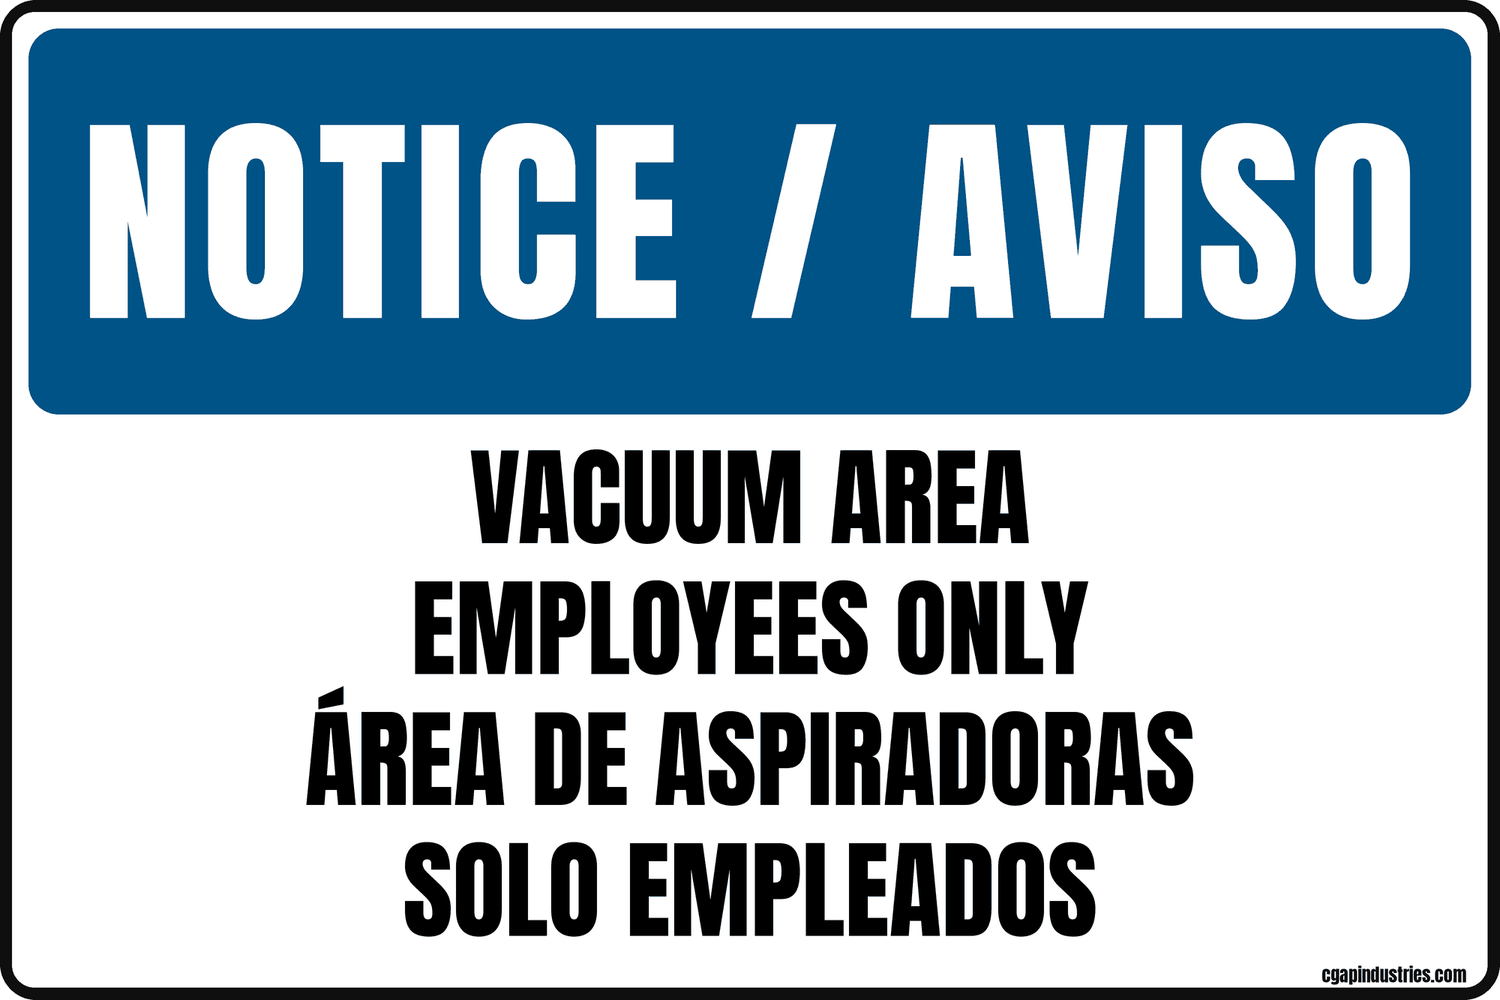 NOTICE / AVISO
VACUUM AREA
EMPLOYEES ONLY
ÁREA DE ASPIRADORAS
SOLO EMPLEADOS
cgapindustries.com